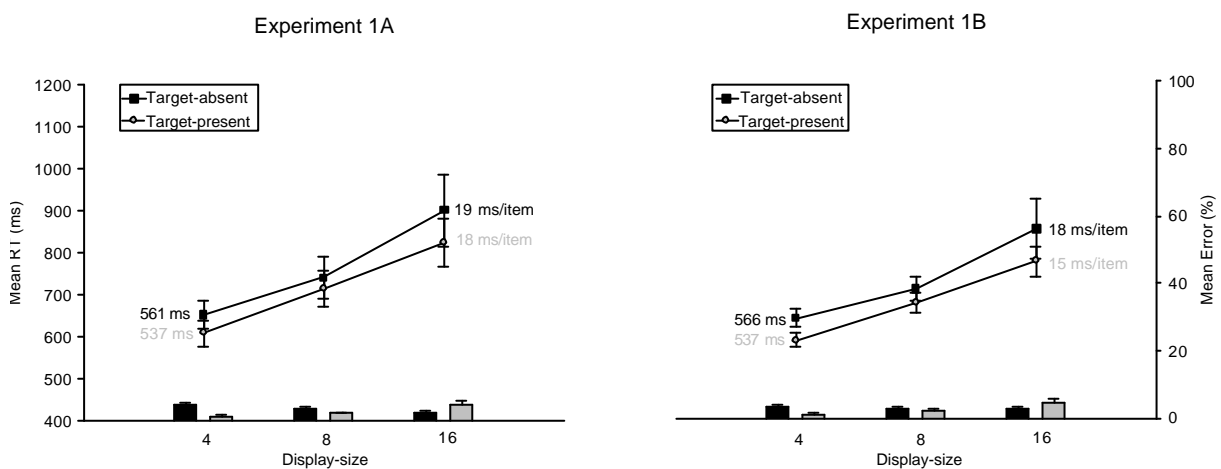 Experiment 1A
1200
1100
1000
900
800
700
600
500
400
Mean RT (ms)
Target-absent
Target-present
19 ms/item
18 ms/item
561 ms
537 ms
4
8
16
Display-size
Experiment 1B
Target-absent
Target-present
18 ms/item
15 ms/item
566 ms
537 ms
4
8
16
Display-size
100
80
60
40
20
0
Mean Error (%)